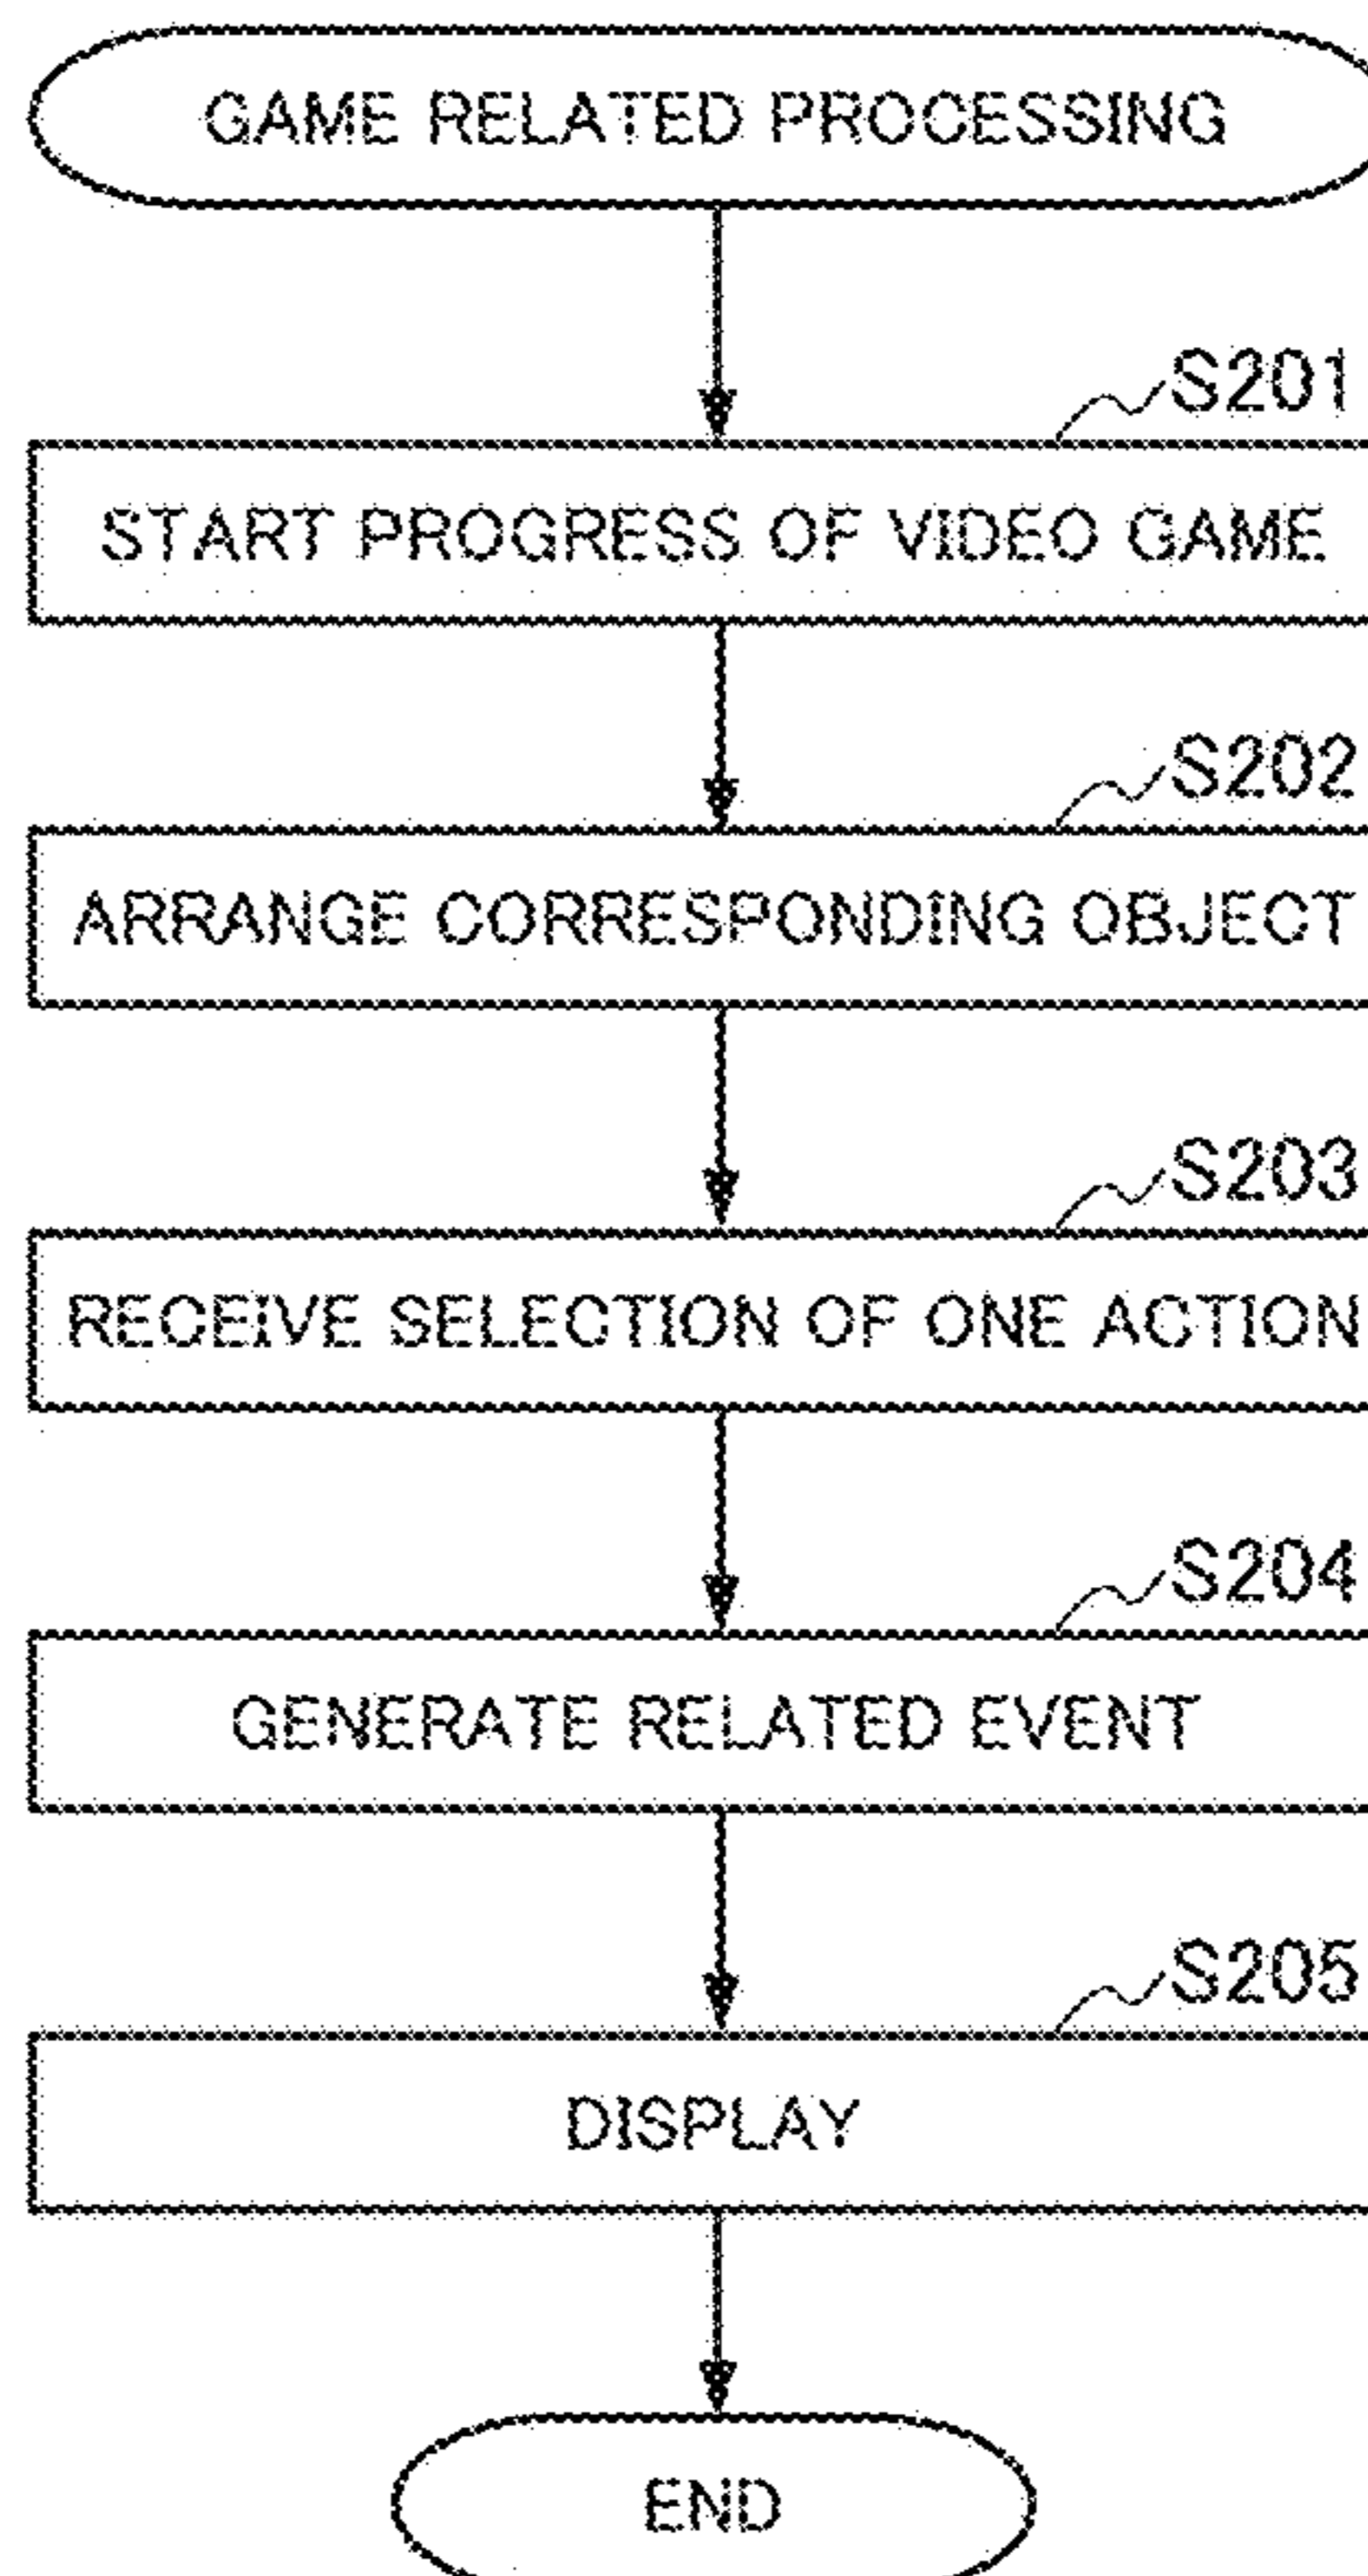 GAME RELATED PROCESSING
S201
START PROGRESS OF VIDEO GAME
S202
ARRANGE CORRESPONDING OBJECT
S203
RECEIVE SELECTION OF ONE ACTION
S204
GENERATE RELATED EVENT
S205
DISPLAY
END